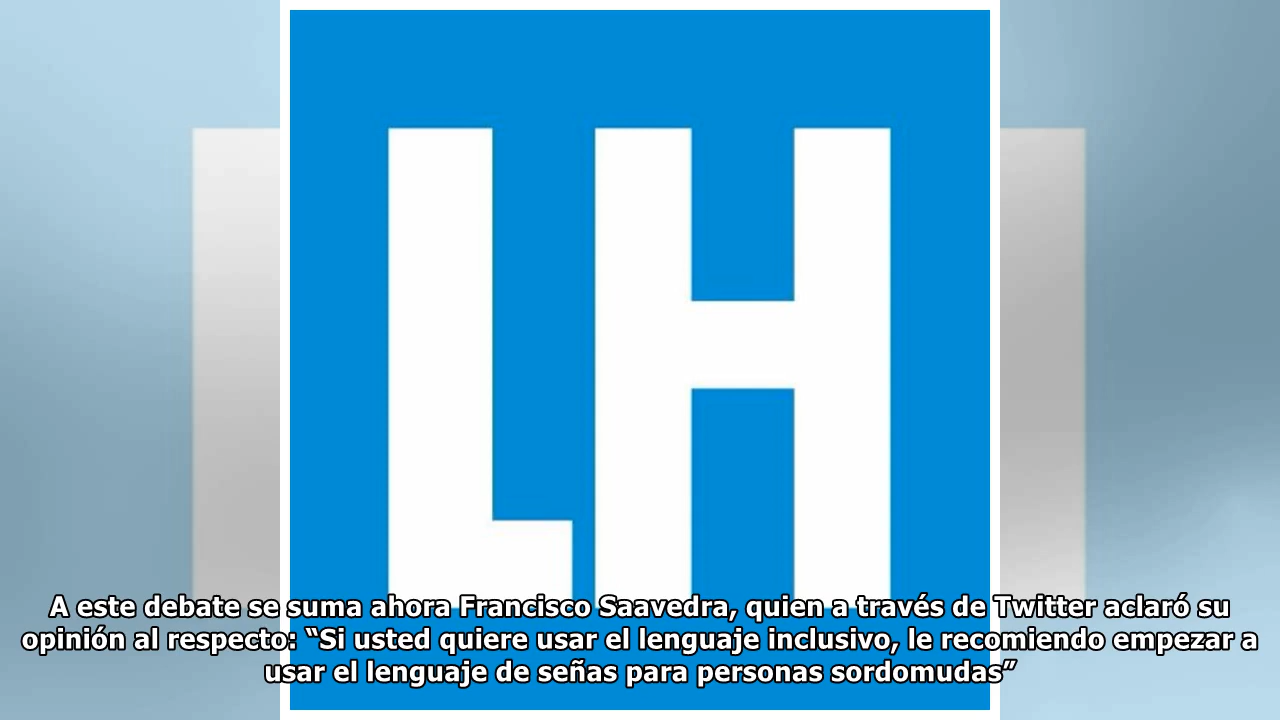 LH
A este debate se suma ahora Francisco Saavedra, quien a través de Twitter aclaró su
opinión al respecto: “Si usted quiere usar el lenguaje inclusivo, le recomiendo empezar a
usar el lenguaje de señas para personas sordomudas”